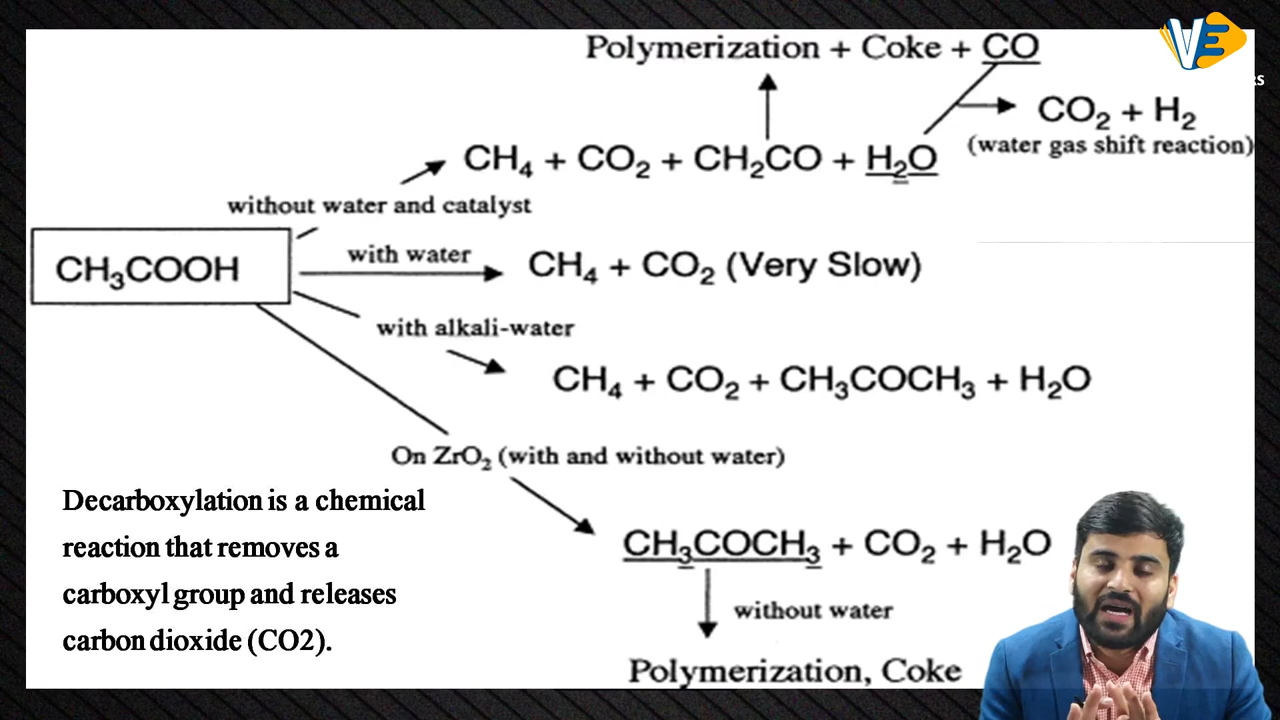 Polymerization + Coke + CO
VE
rs
CO₂ + H₂
(water gas shift reaction)
CH₄ + CO₂ + CH₂CO + H₂O
without water and catalyst
CH₃COOH
with water
CH₄ + CO₂ (Very Slow)
with alkali-water
CH₄ + CO₂ + CH₃COCH₃ + H₂O
On ZrO₂ (with and without water)
CH₃COCH₃ + CO₂ + H₂O
without water
Polymerization, Coke
Decarboxylation is a chemical
reaction that removes a
carboxyl group and releases
carbon dioxide (CO2).